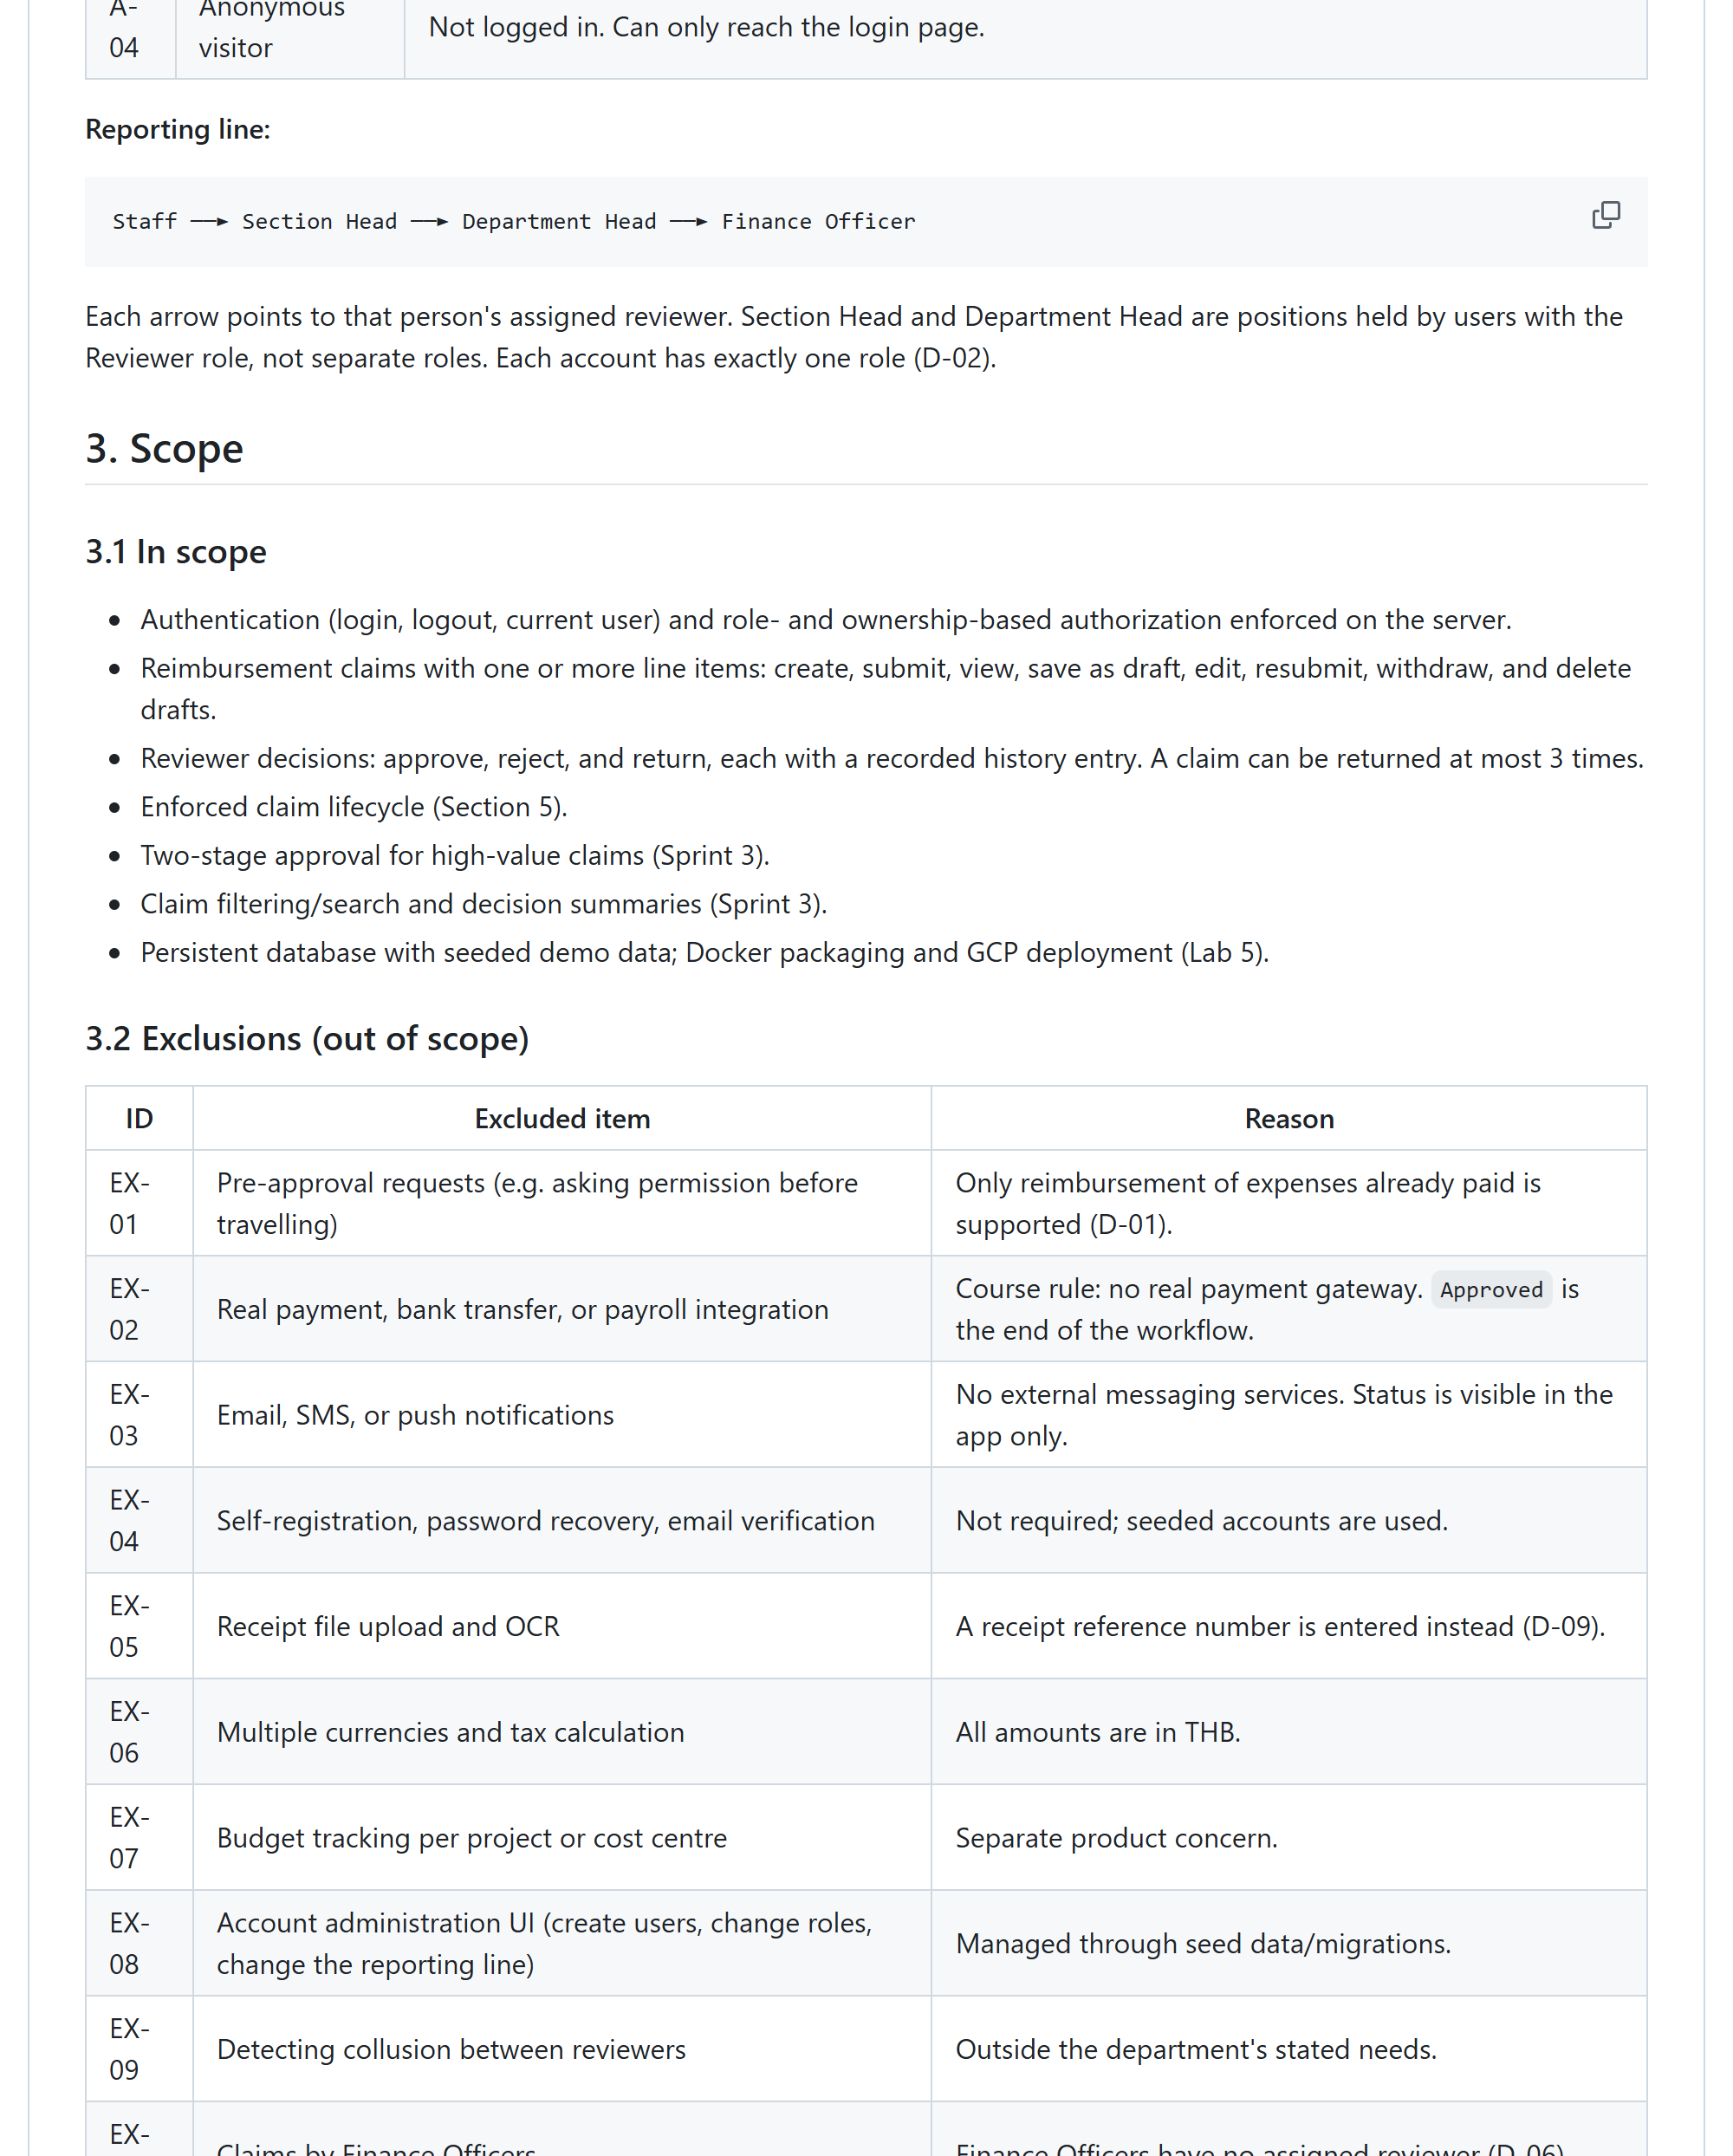 A-
Anonymous
04
visitor
Not logged in. Can only reach the login page.
Reporting line:
Staff ──► Section Head ──► Department Head ──► Finance Officer
Each arrow points to that person's assigned reviewer. Section Head and Department Head are positions held by users with the
Reviewer role, not separate roles. Each account has exactly one role (D-02).
3. Scope
3.1 In scope
• Authentication (login, logout, current user) and role- and ownership-based authorization enforced on the server.
• Reimbursement claims with one or more line items: create, submit, view, save as draft, edit, resubmit, withdraw, and delete
drafts.
• Reviewer decisions: approve, reject, and return, each with a recorded history entry. A claim can be returned at most 3 times.
• Enforced claim lifecycle (Section 5).
• Two-stage approval for high-value claims (Sprint 3).
• Claim filtering/search and decision summaries (Sprint 3).
• Persistent database with seeded demo data; Docker packaging and GCP deployment (Lab 5).
3.2 Exclusions (out of scope)
ID Excluded item Reason
EX-
01
Pre-approval requests (e.g. asking permission before
travelling)
Only reimbursement of expenses already paid is
supported (D-01).
EX-
02
Real payment, bank transfer, or payroll integration
Course rule: no real payment gateway. Approved is
the end of the workflow.
EX-
03
Email, SMS, or push notifications
No external messaging services. Status is visible in the
app only.
EX-
04
Self-registration, password recovery, email verification
Not required; seeded accounts are used.
EX-
05
Receipt file upload and OCR
A receipt reference number is entered instead (D-09).
EX-
06
Multiple currencies and tax calculation
All amounts are in THB.
EX-
07
Budget tracking per project or cost centre
Separate product concern.
EX-
08
Account administration UI (create users, change roles,
change the reporting line)
Managed through seed data/migrations.
EX-
09
Detecting collusion between reviewers
Outside the department's stated needs.
EX-
Claims by Finance Officers
Finance Officers have no assigned reviewer (D-06)